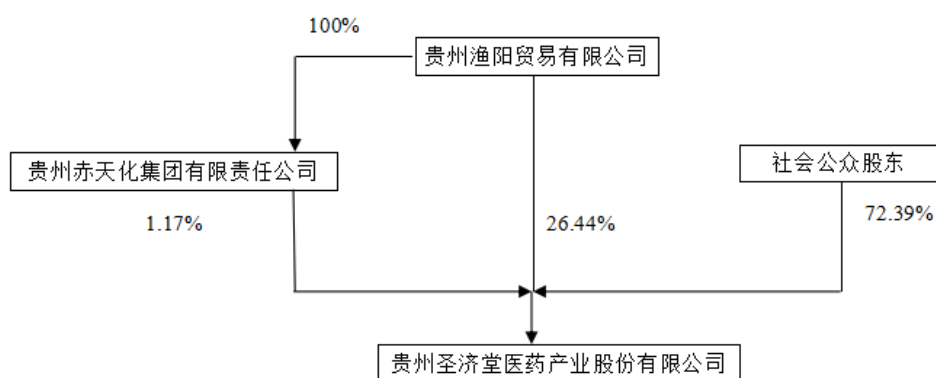 100%
贵州渔阳贸易有限公司
贵州赤天化集团有限责任公司
社会公众股东
1.17%
26.44%
72.39%
贵州圣济堂医药产业股份有限公司